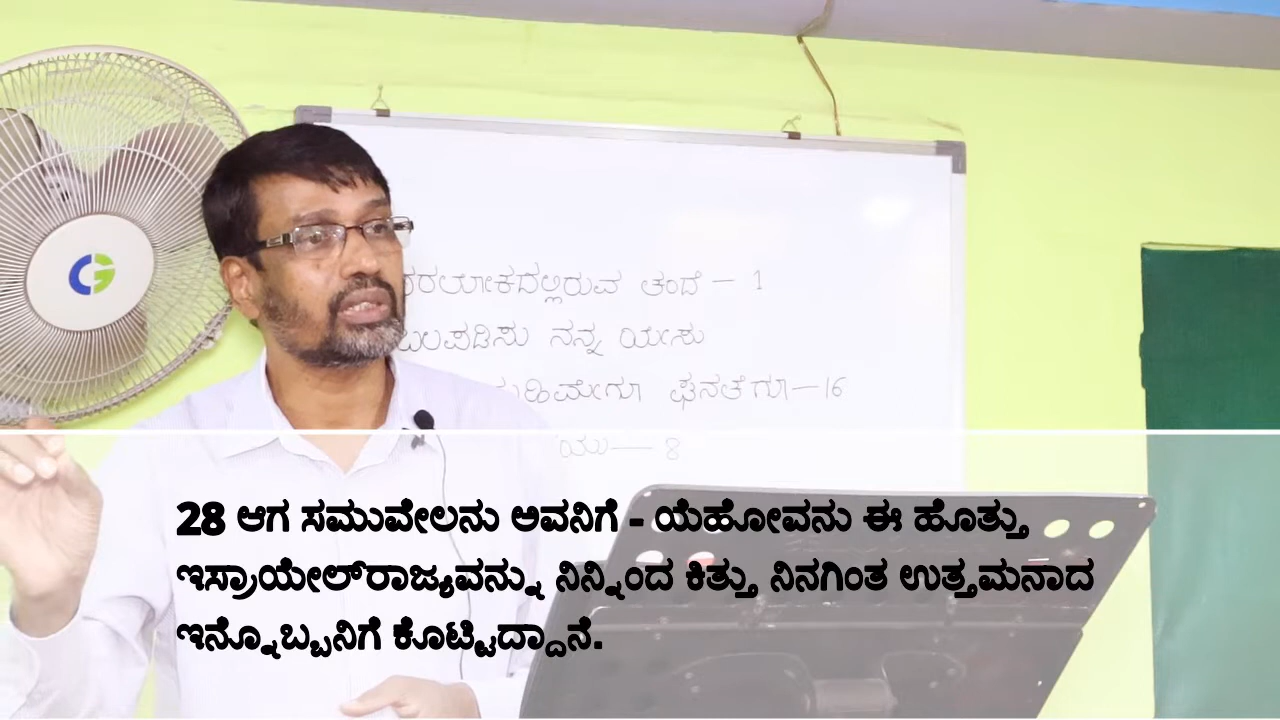 ಪರಲೋಕದಲ್ಲಿರುವ ತಂದೆ - 1
ಬಲಪಡಿಸು ನನ್ನ ಯೇಸು
ಘನತೆಗೂ - 16
8
28 ಆಗ ಸಮುವೇಲನು ಅವನಿಗೆ - ಯೆಹೋವನು ಈ ಹೊತ್ತು
ಇಸ್ರಾಯೇಲ್‌ರಾಜ್ಯವನ್ನು ನಿನ್ನಿಂದ ಕಿತ್ತು ನಿನಗಿಂತ ಉತ್ತಮನಾದ
ಇನ್ನೊಬ್ಬನಿಗೆ ಕೊಟ್ಟಿದ್ದಾನೆ.